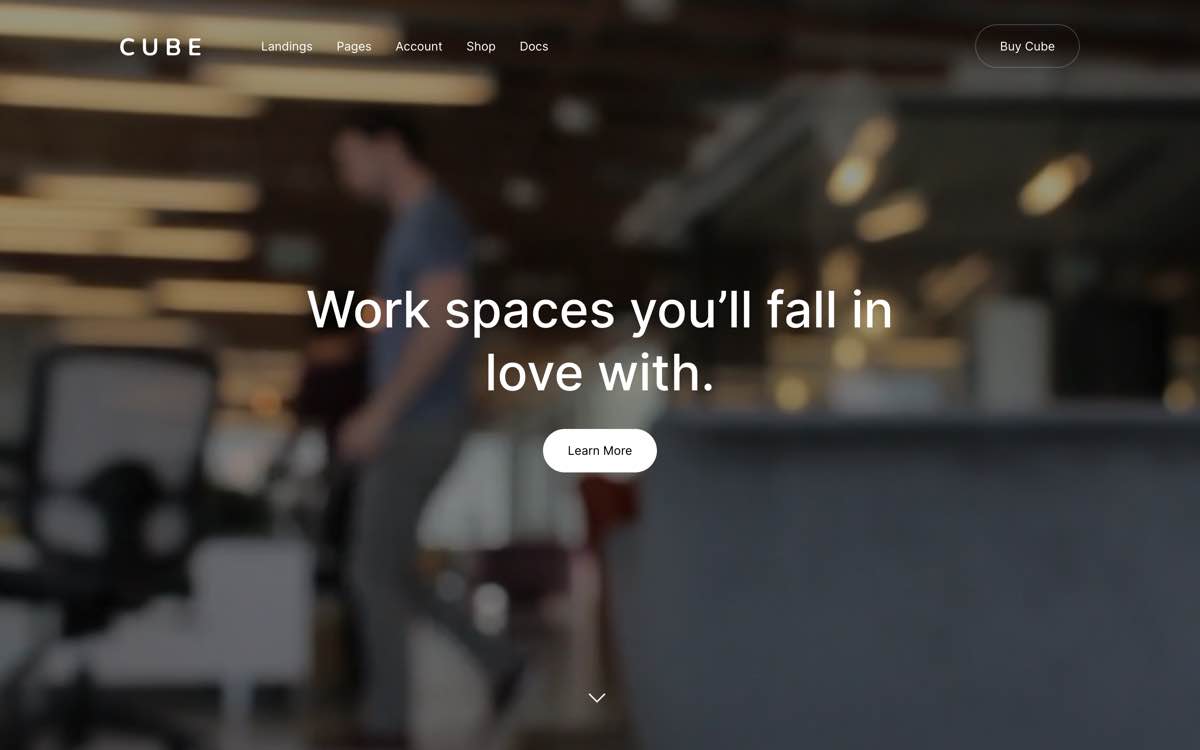 CUBE
Landings Pages Account Shop Docs
Buy Cube
Work spaces you’ll fall in
love with.
Learn More